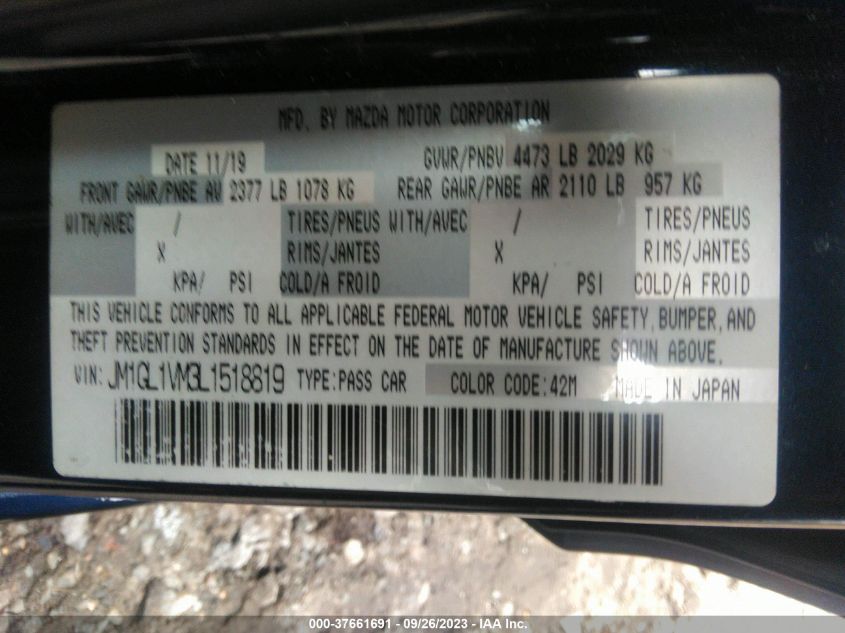 MFD. BY MAZDA MOTOR CORPORATION
DATE 11/19 GVWR/PNBV 4473 LB 2029 KG
FRONT GAWR/PNBE AV 2377 LB 1078 KG REAR GAWR/PNBE AR 2110 LB 957 KG
WITH/AVEC / TIRES/PNEUS WITH/AVEC / TIRES/PNEUS
X RIMS/JANTES X RIMS/JANTES
KPA/ PSI COLD/A FROID KPA/ PSI COLD/A FROID
THIS VEHICLE CONFORMS TO ALL APPLICABLE FEDERAL MOTOR VEHICLE SAFETY, BUMPER, AND
THEFT PREVENTION STANDARDS IN EFFECT ON THE DATE OF MANUFACTURE SHOWN ABOVE.
VIN: JM1GL1VM3L1518819 TYPE:PASS CAR COLOR CODE:42M MADE IN JAPAN
000-37661691 - 09/26/2023 - IAA Inc.